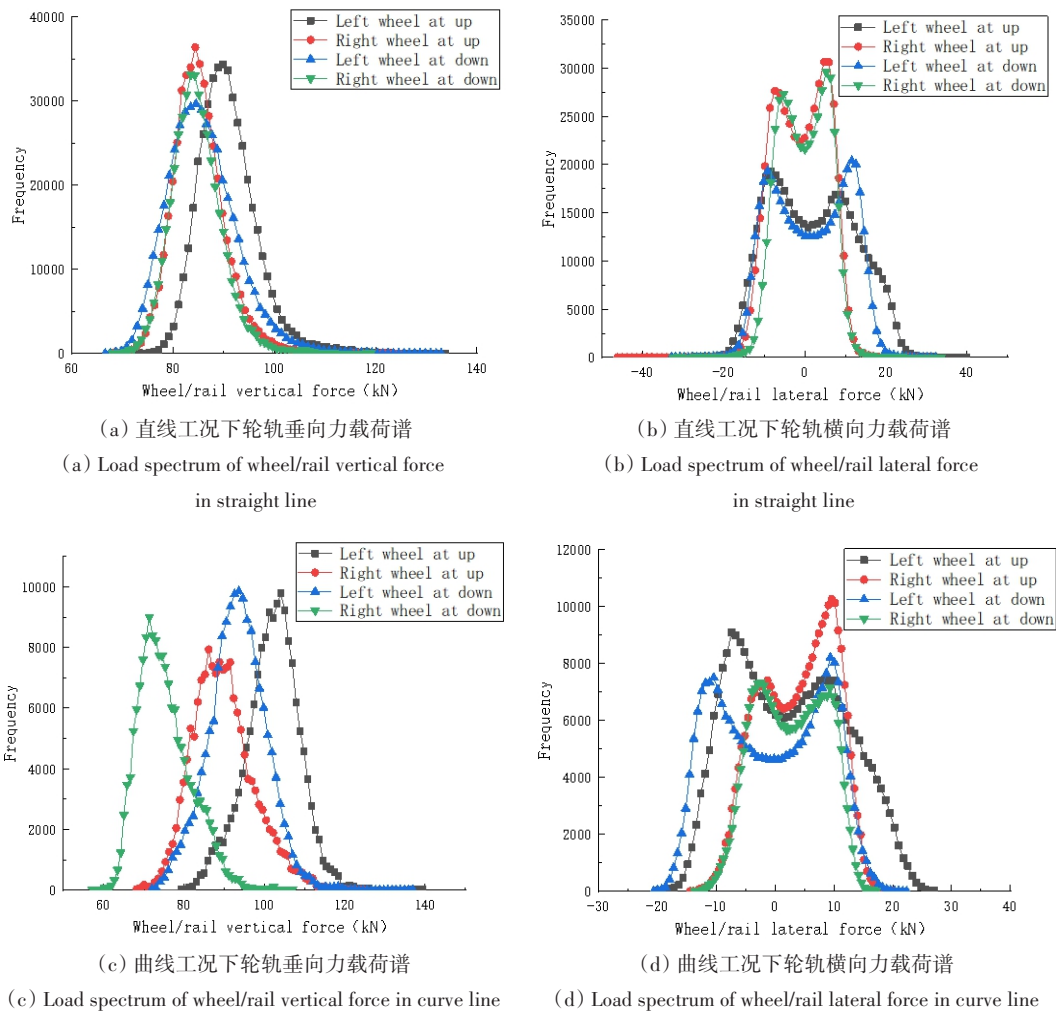 40000
30000
20000
10000
0
60
80
100
120
140
Frequency
Wheel/rail vertical force (kN)
Left wheel at up
Right wheel at up
Left wheel at down
Right wheel at down
(a) 直线工况下轮轨垂向力载荷谱
(a) Load spectrum of wheel/rail vertical force
in straight line
35000
30000
25000
20000
15000
10000
5000
0
-40
-20
0
20
40
Frequency
Wheel/rail lateral force (kN)
Left wheel at up
Right wheel at up
Left wheel at down
Right wheel at down
(b) 直线工况下轮轨横向力载荷谱
(b) Load spectrum of wheel/rail lateral force
in straight line
10000
8000
6000
4000
2000
0
60
80
100
120
140
Frequency
Wheel/rail vertical force (kN)
Left wheel at up
Right wheel at up
Left wheel at down
Right wheel at down
(c) 曲线工况下轮轨垂向力载荷谱
(c) Load spectrum of wheel/rail vertical force in curve line
12000
10000
8000
6000
4000
2000
0
-30
-20
-10
0
10
20
30
40
Frequency
Wheel/rail lateral force (kN)
Left wheel at up
Right wheel at up
Left wheel at down
Right wheel at down
(d) 曲线工况下轮轨横向力载荷谱
(d) Load spectrum of wheel/rail lateral force in curve line